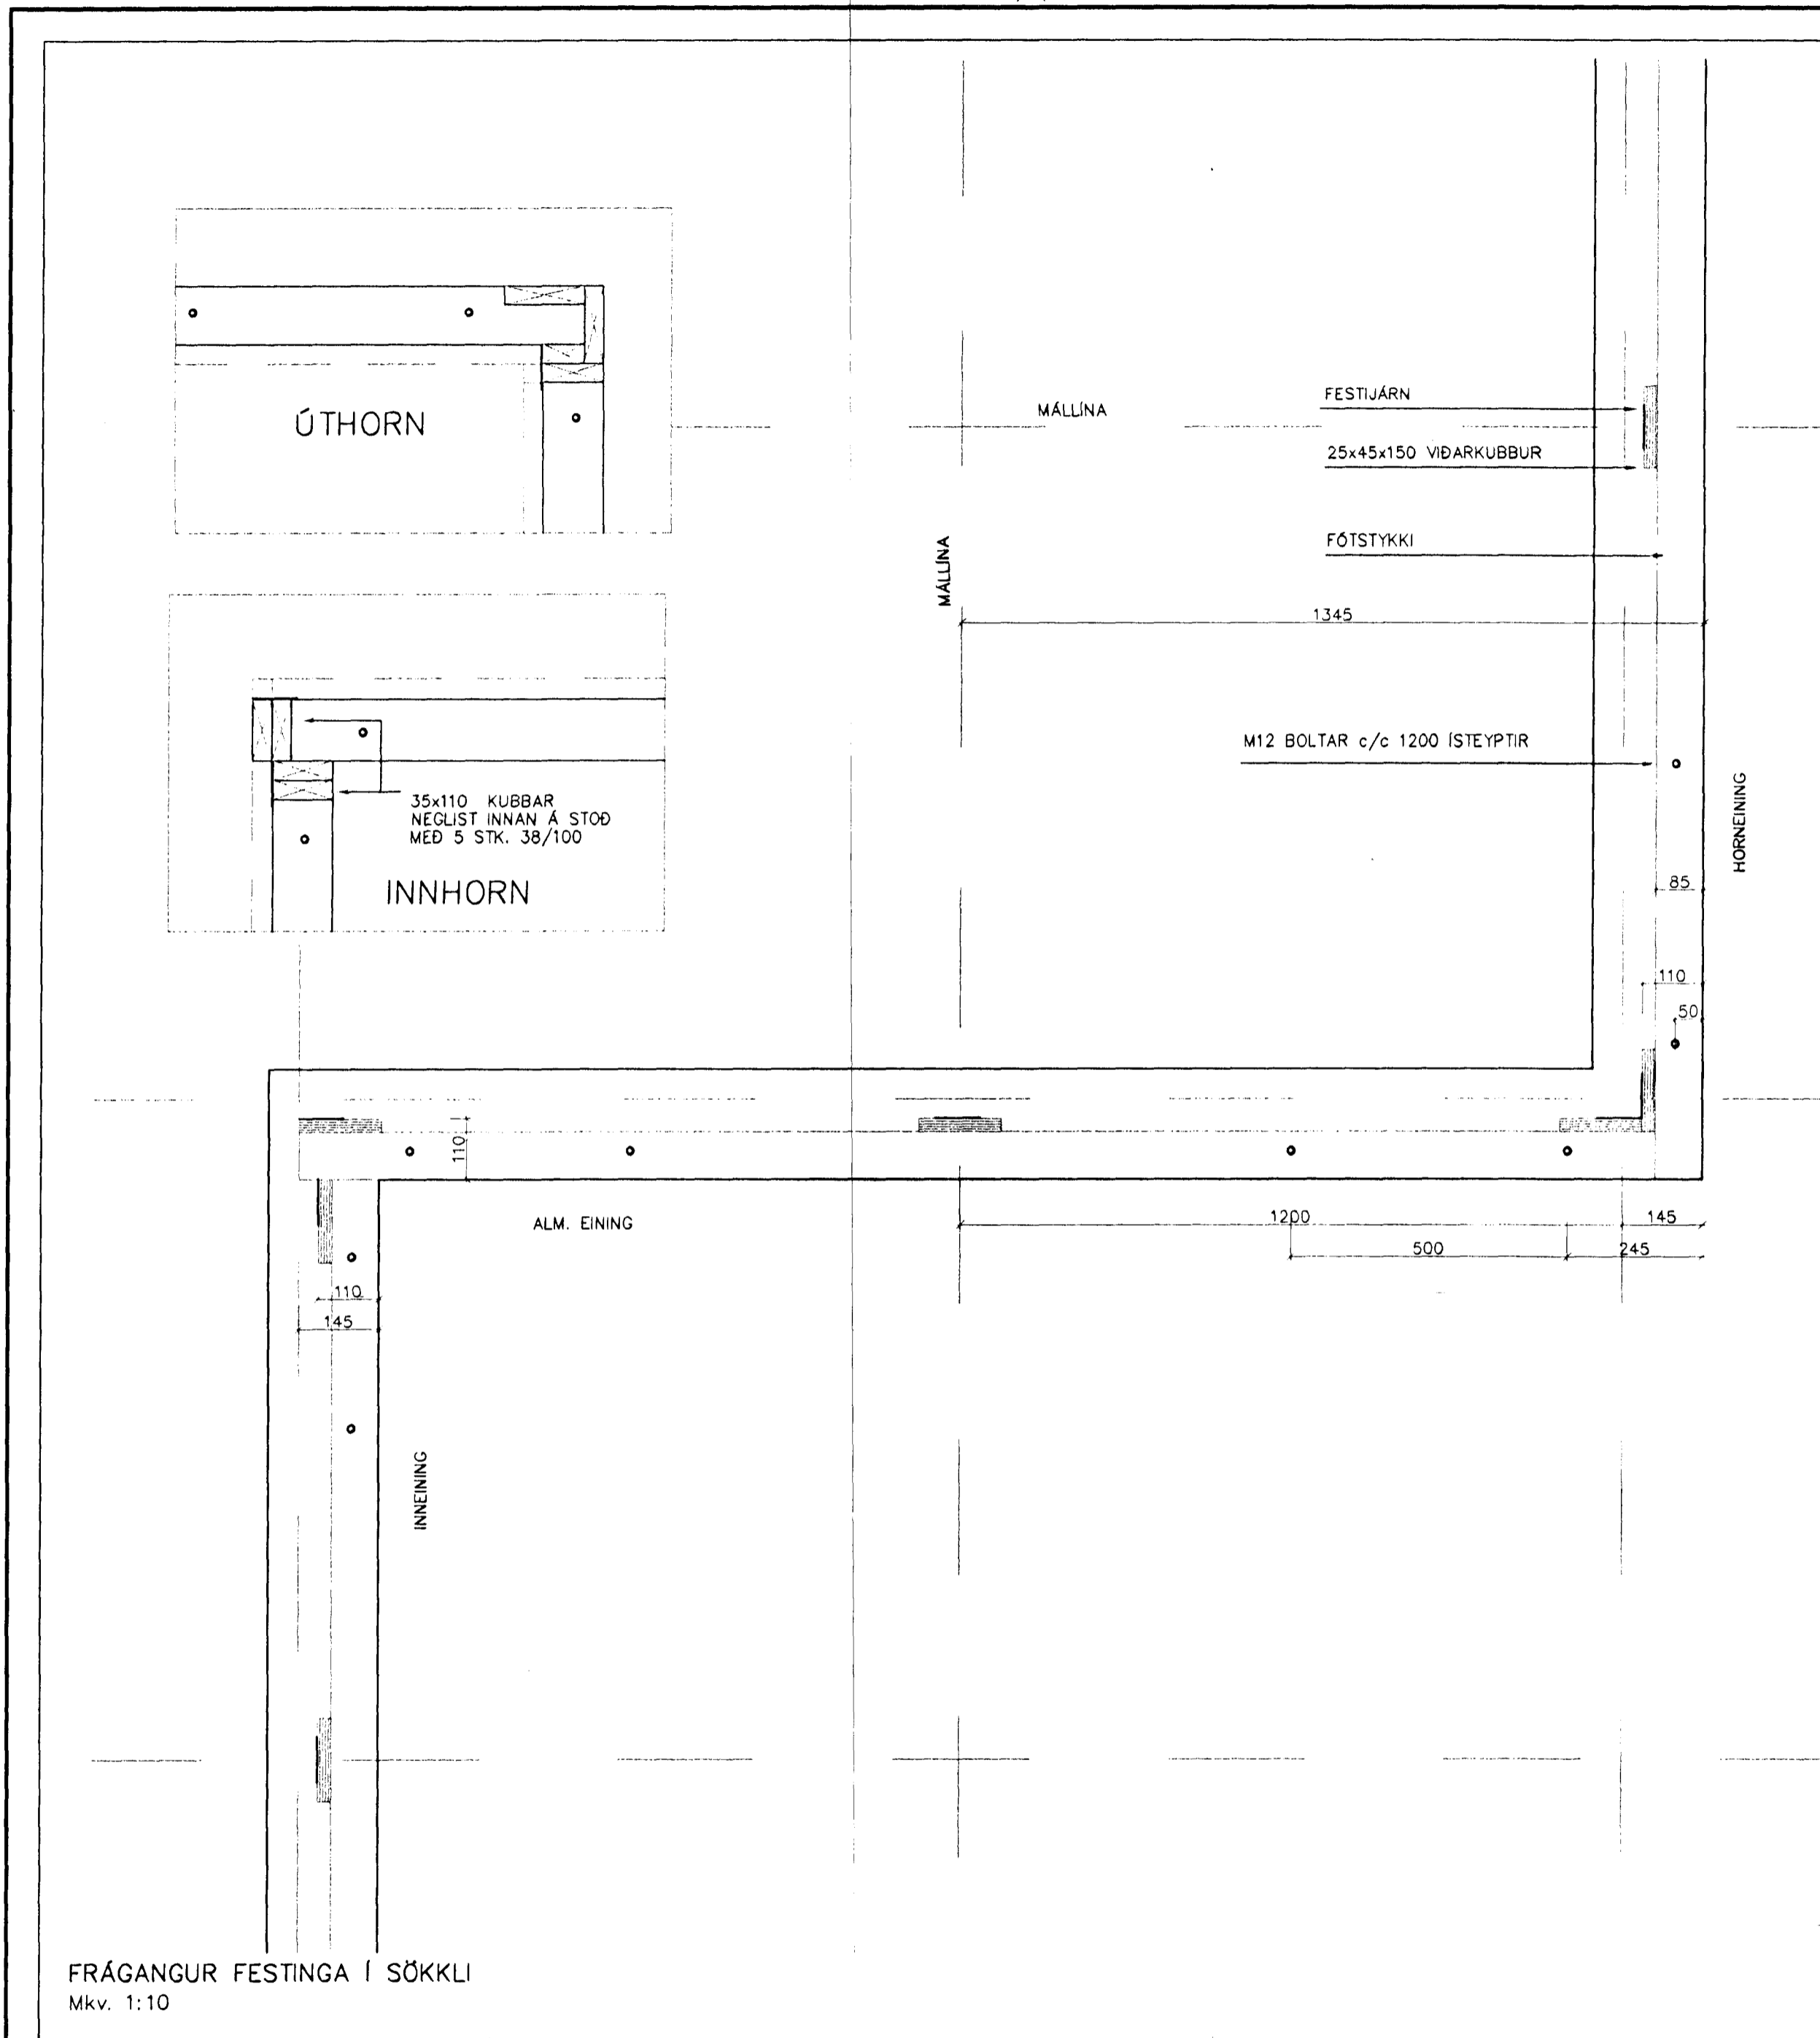 ÚTHORN
MÁLLÍNA
FESTIJÁRN
25x45x150 VIÐARKUBBUR
FÓTSTYKKI
MÁLLÍNA
1345
M12 BOLTAR c/c 1200 ÍSTEYPTIR
HORNEINING
35x110 KUBBAR
NEGLIST INNAN Á STOÐ
MEÐ 5 STK. 38/100
INNHORN
85
110
50
110
ALM. EINING
1200
145
500
245
110
145
INNEINING
FRÁGANGUR FESTINGA Í SÖKKLI
Mkv. 1:10